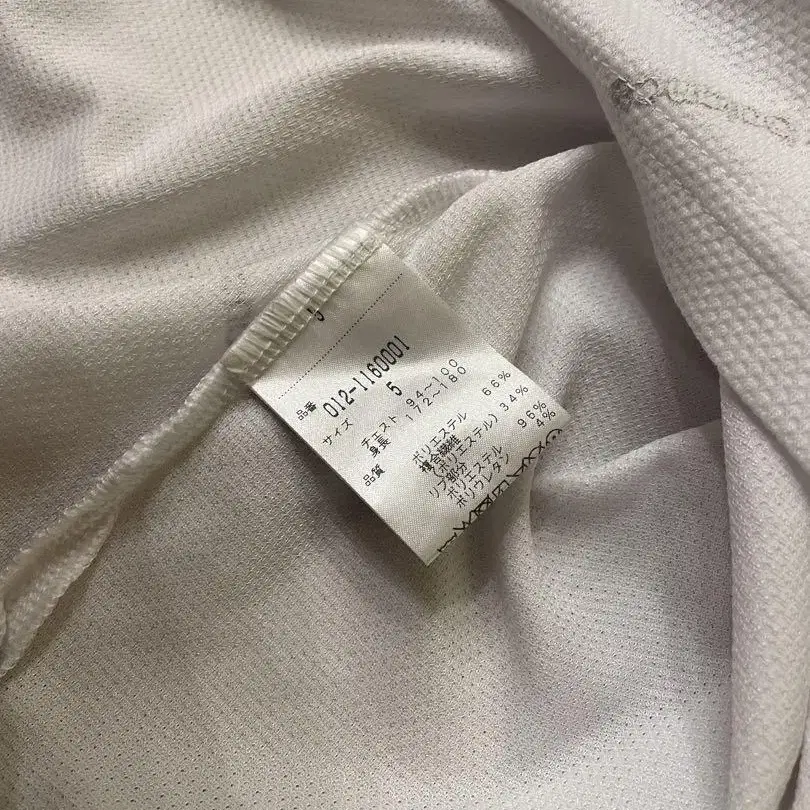 品番 012-1160001
サイズ 5
チェスト 94～100
身長 172～180
品質 ポリエステル 66%
複合繊維
(ポリエステル) 34%
リブ部分
ポリエステル 96%
ポリウレタン 4%